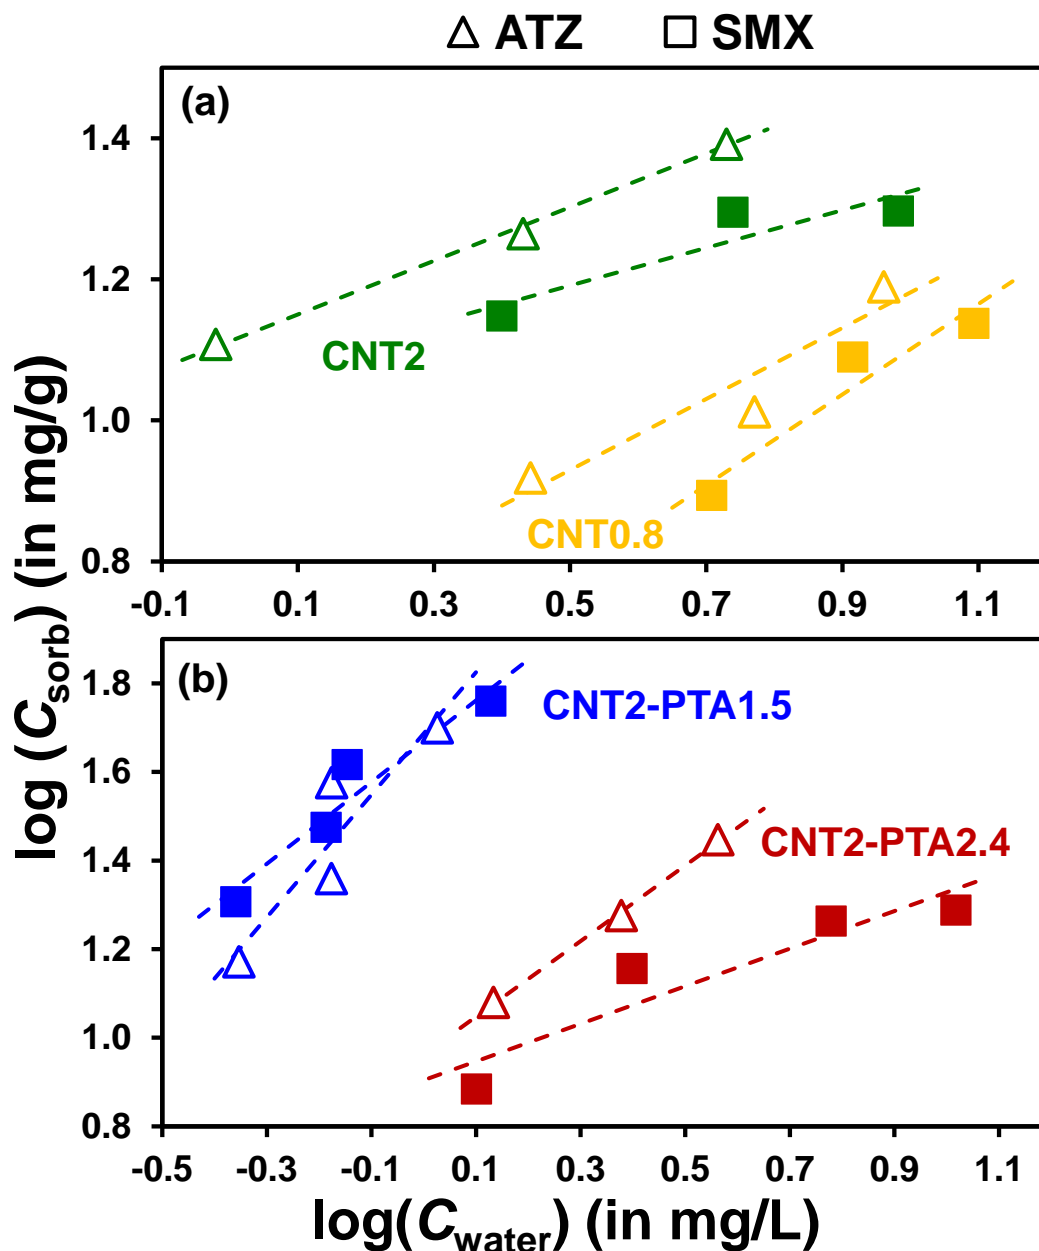 ATZ SMX
(a)
1.4
1.2
1.0
0.8
CNT2
CNT0.8
-0.1 0.1 0.3 0.5 0.7 0.9 1.1
log (Csorb) (in mg/g)
(b)
1.8
1.6
1.4
1.2
1.0
0.8
CNT2-PTA1.5
CNT2-PTA2.4
-0.5 -0.3 -0.1 0.1 0.3 0.5 0.7 0.9 1.1
log(Cwater) (in mg/L)